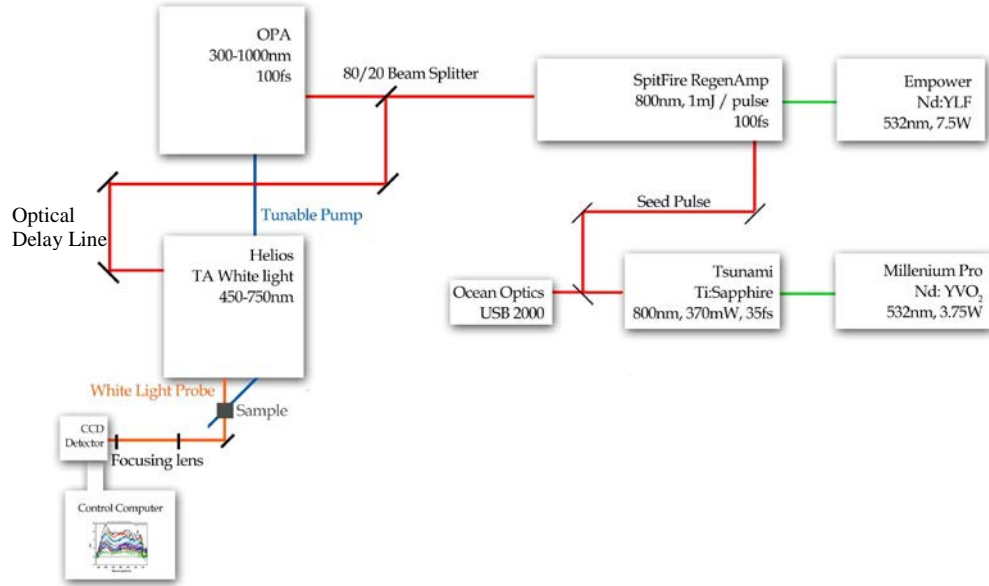 OPA
300-1000nm
100fs
80/20 Beam Splitter
SpitFire RegenAmp
800nm, 1mJ / pulse
100fs
Empower
Nd:YLF
532nm, 7.5W
Optical
Delay Line
Tunable Pump
Seed Pulse
Helios
TA White light
450-750nm
Ocean Optics
USB 2000
Tsunami
Ti:Sapphire
800nm, 370mW, 35fs
Millenium Pro
Nd: YVO₂
532nm, 3.75W
White Light Probe
Sample
CCD
Detector
Focusing lens
Control Computer